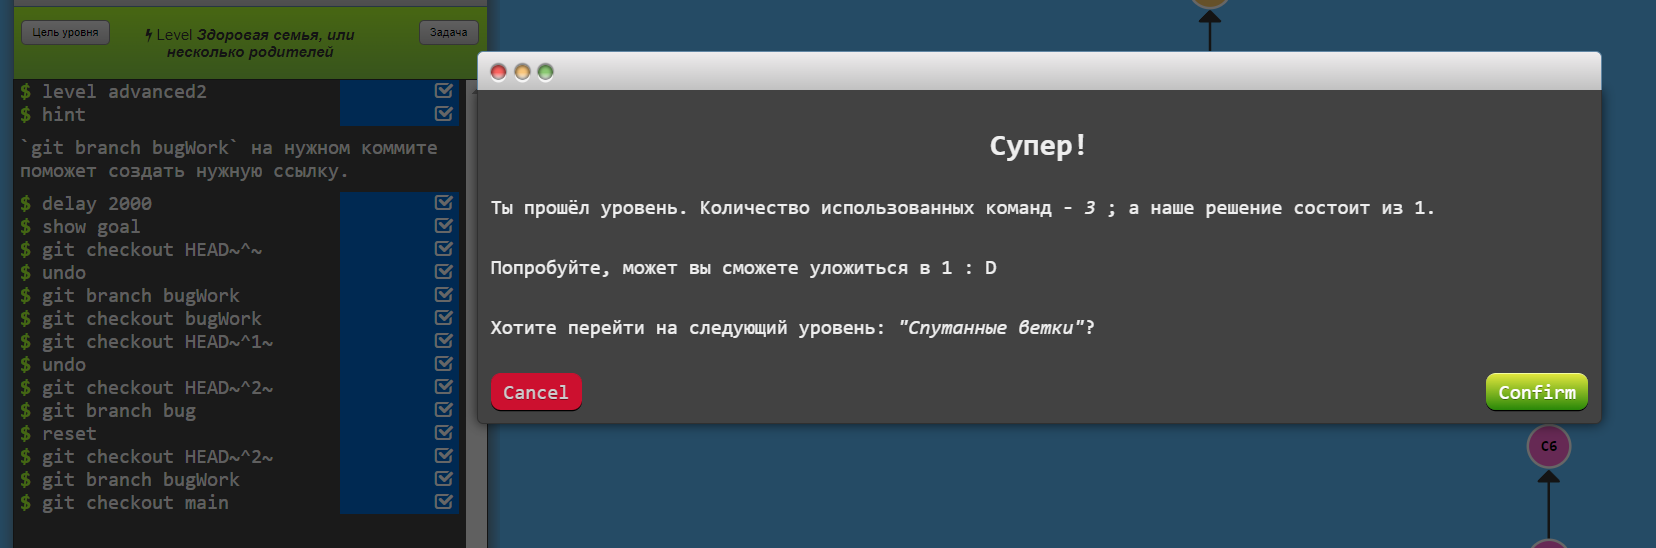 Цель уровня
Level Здоровая семья, или
несколько родителей
Задача
$ level advanced2
$ hint
`git branch bugWork` на нужном коммите
поможет создать нужную ссылку.
$ delay 2000
$ show goal
$ git checkout HEAD~^~
$ undo
$ git branch bugWork
$ git checkout bugWork
$ git checkout HEAD~^1~
$ undo
$ git checkout HEAD~^2~
$ git branch bug
$ reset
$ git checkout HEAD~^2~
$ git branch bugWork
$ git checkout main
Супер!
Ты прошёл уровень. Количество использованных команд - 3 ; а наше решение состоит из 1.
Попробуйте, может вы сможете уложиться в 1 : D
Хотите перейти на следующий уровень: "Спутанные ветки"?
Cancel
Confirm
C6